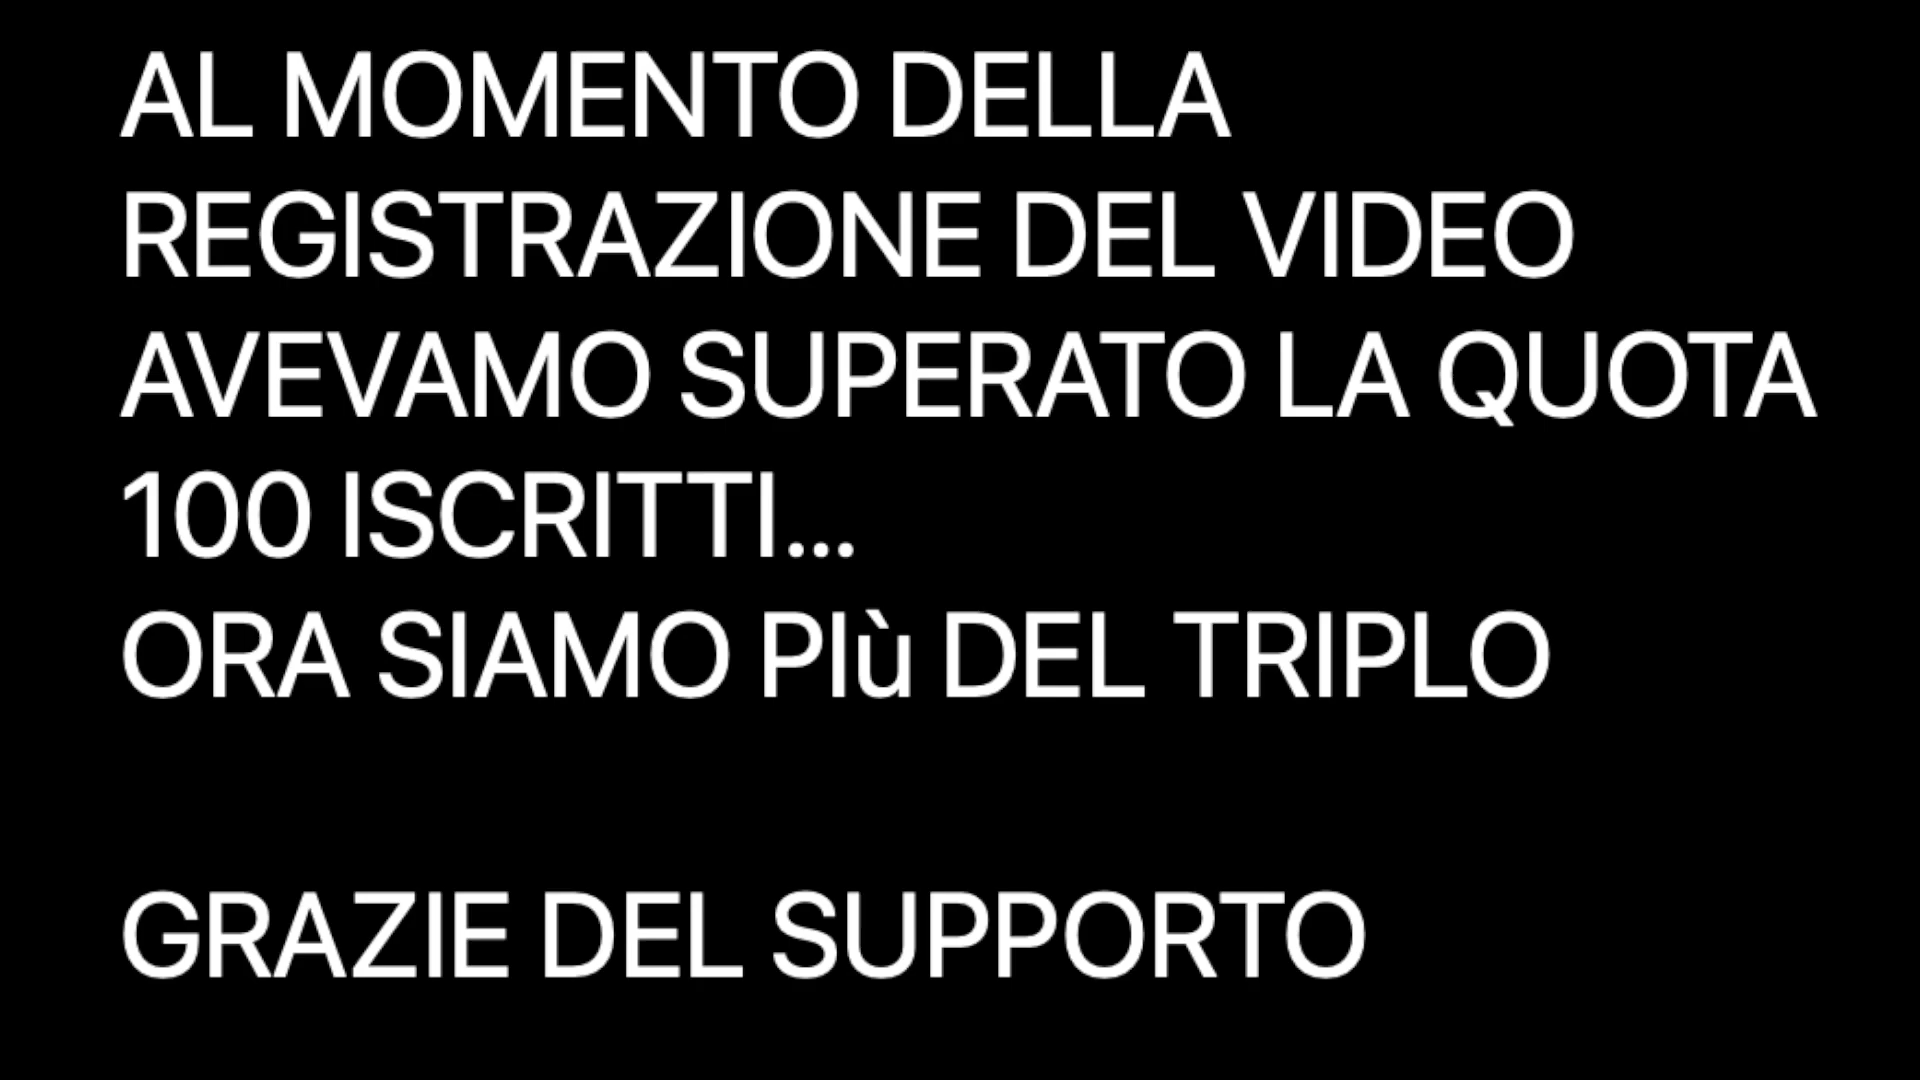 AL MOMENTO DELLA
REGISTRAZIONE DEL VIDEO
AVEVAMO SUPERATO LA QUOTA
100 ISCRITTI...
ORA SIAMO PIù DEL TRIPLO
GRAZIE DEL SUPPORTO